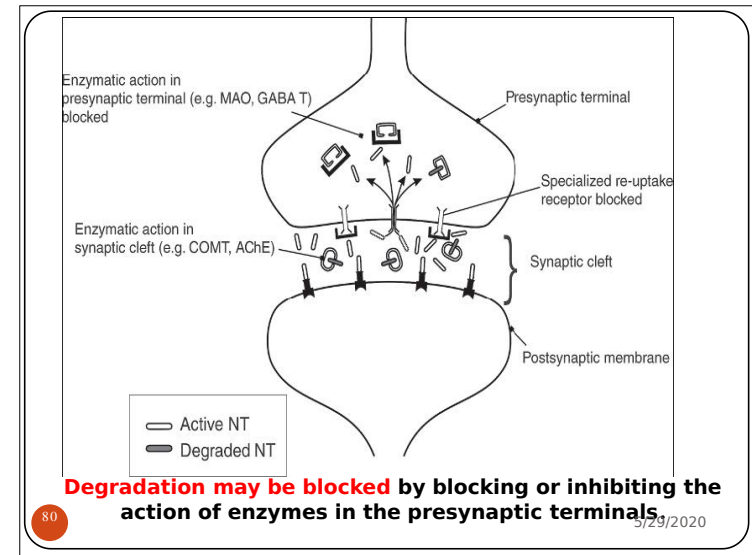 Enzymatic action in
presynaptic terminal (e.g. MAO, GABA T)
blocked
Presynaptic terminal
Specialized re-uptake
receptor blocked
Enzymatic action in
synaptic cleft (e.g. COMT, AChE)
Synaptic cleft
Postsynaptic membrane
Active NT
Degraded NT
Degradation may be blocked by blocking or inhibiting the
action of enzymes in the presynaptic terminals.
80
5/29/2020